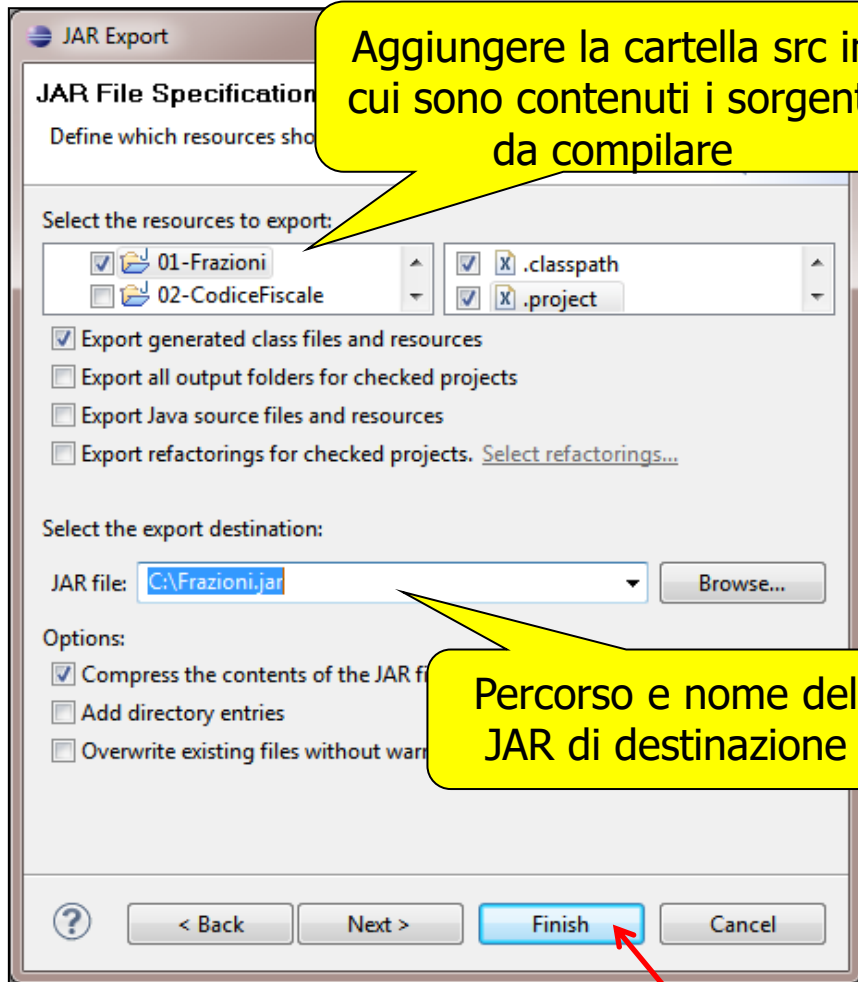 JAR Export
Aggiungere la cartella src in
cui sono contenuti i sorgent
da compilare
JAR File Specification
Define which resources sho
Select the resources to export:
01-Frazioni
02-CodiceFiscale
.classpath
.project
Export generated class files and resources
Export all output folders for checked projects
Export Java source files and resources
Export refactorings for checked projects. Select refactorings...
Select the export destination:
JAR file: C:\Frazioni.jar Browse...
Options:
Compress the contents of the JAR fi
Add directory entries
Overwrite existing files without warr
Percorso e nome del
JAR di destinazione
? < Back Next > Finish Cancel